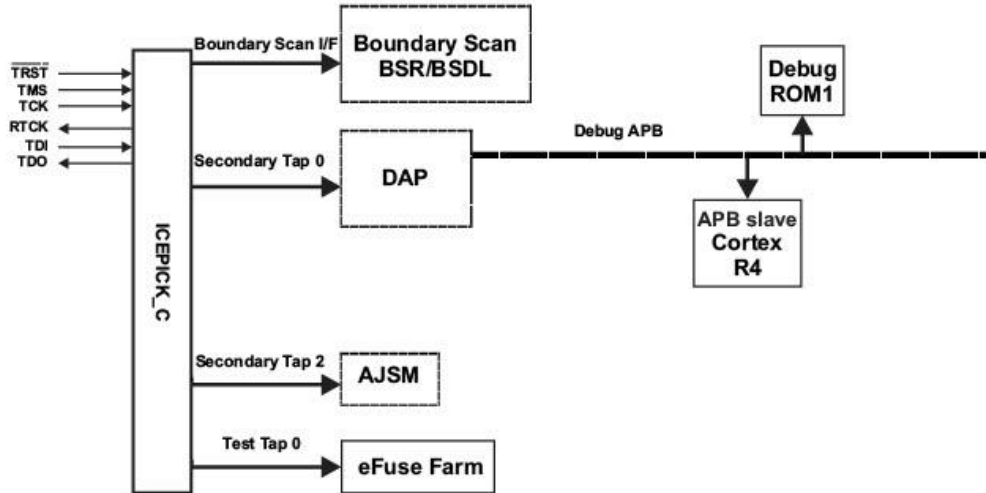 Boundary Scan I/F
Boundary Scan
BSR/BSDL
TRST
TMS
TCK
RTCK
TDI
TDO
Debug
ROM1
Debug APB
Secondary Tap 0
DAP
APB slave
Cortex
R4
ICEPICK_C
Secondary Tap 2
AJSM
Test Tap 0
eFuse Farm